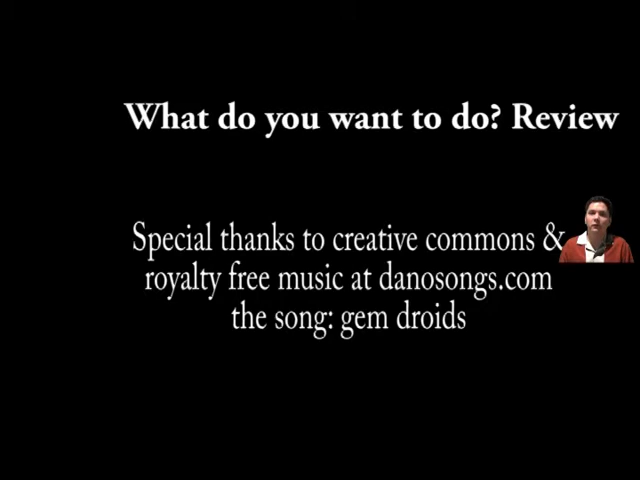 What do you want to do? Review
Special thanks to creative commons &
royalty free music at danosongs.com
the song: gem droids